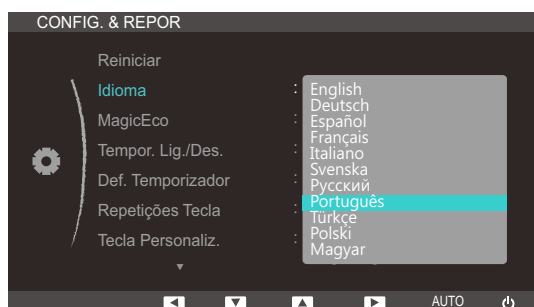 CONFIG. & REPOR
Reiniciar
Idioma :
MagicEco :
Tempor. Lig./Des. :
Def. Temporizador :
Repetições Tecla :
Tecla Personaliz. :
English
Deutsch
Español
Français
Italiano
Svenska
Русский
Português
Türkçe
Polski
Magyar
AUTO